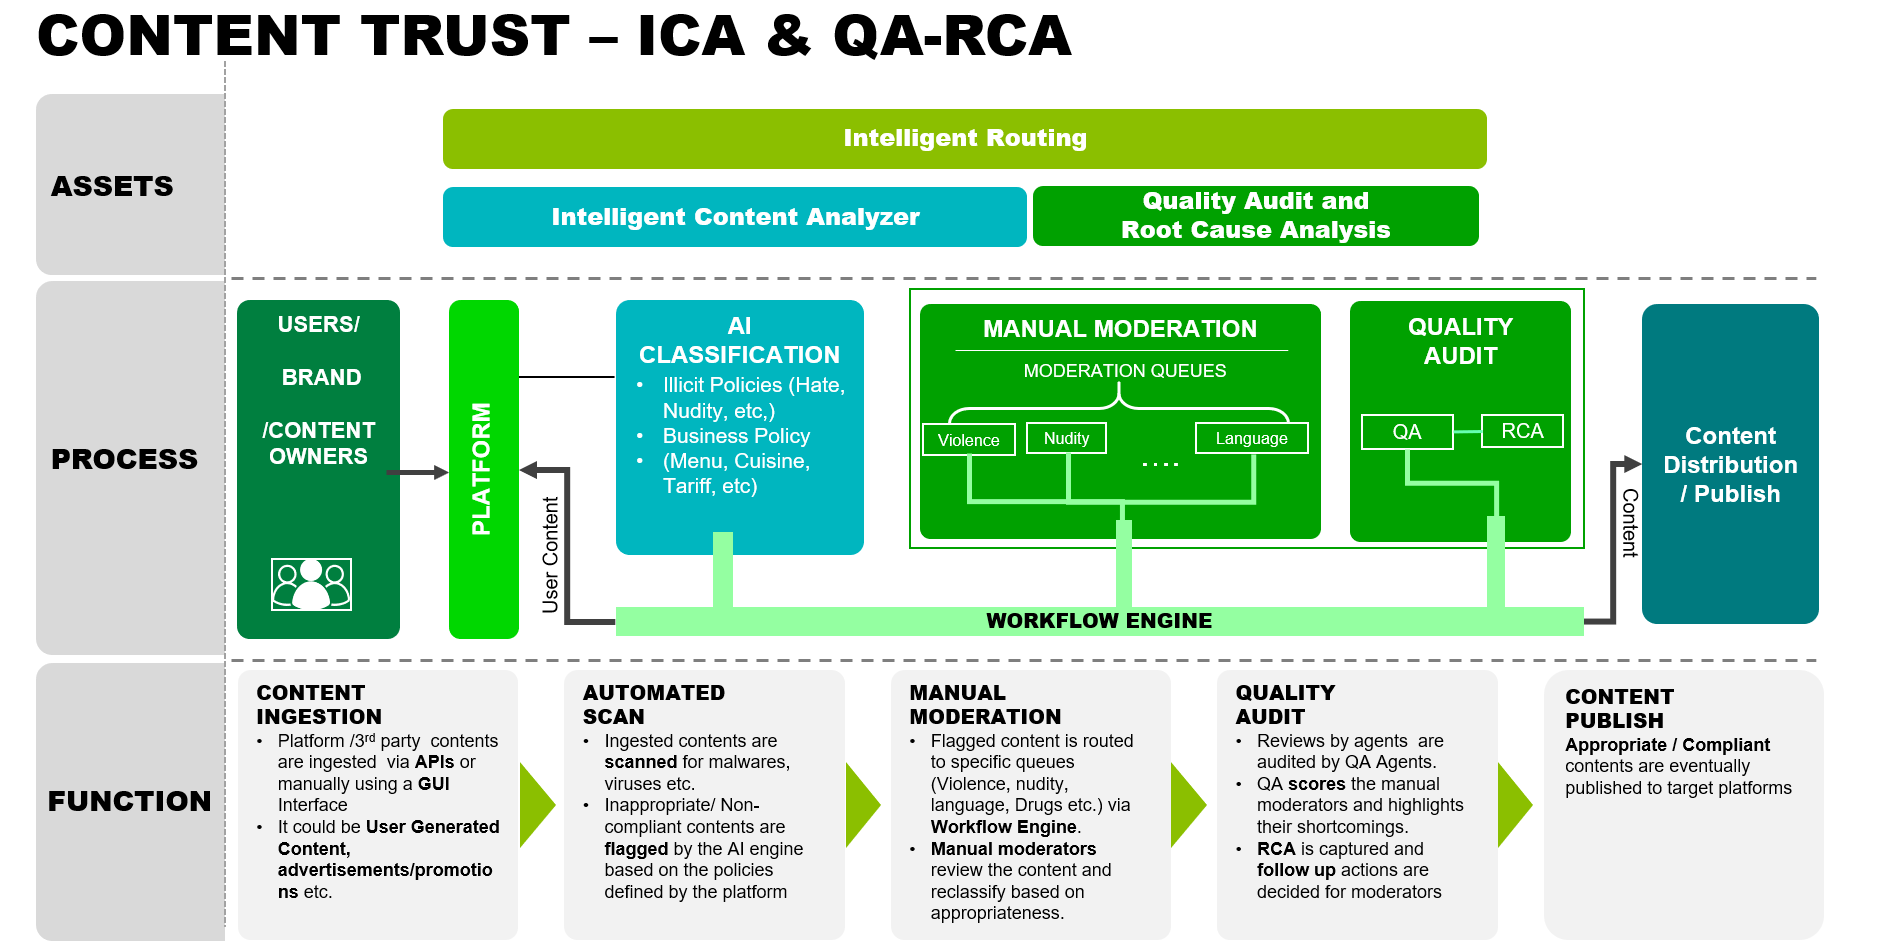 CONTENT TRUST – ICA & QA-RCA
ASSETS
Intelligent Routing
Intelligent Content Analyzer
Quality Audit and
Root Cause Analysis
PROCESS
USERS/
BRAND
/CONTENT
OWNERS
PLATFORM
User Content
AI
CLASSIFICATION
• Illicit Policies (Hate,
Nudity, etc,)
• Business Policy
• (Menu, Cuisine,
Tariff, etc)
MANUAL MODERATION
MODERATION QUEUES
Violence
Nudity
....
Language
QUALITY
AUDIT
QA
RCA
WORKFLOW ENGINE
Content
Content
Distribution
/ Publish
FUNCTION
CONTENT
INGESTION
• Platform /3rd party contents
are ingested via APIs or
manually using a GUI
Interface
• It could be User Generated
Content,
advertisements/promotio
ns etc.
AUTOMATED
SCAN
• Ingested contents are
scanned for malwares,
viruses etc.
• Inappropriate/ Non-
compliant contents are
flagged by the AI engine
based on the policies
defined by the platform
MANUAL
MODERATION
• Flagged content is routed
to specific queues
(Violence, nudity,
language, Drugs etc.) via
Workflow Engine.
• Manual moderators
review the content and
reclassify based on
appropriateness.
QUALITY
AUDIT
• Reviews by agents are
audited by QA Agents.
• QA scores the manual
moderators and highlights
their shortcomings.
• RCA is captured and
follow up actions are
decided for moderators
CONTENT
PUBLISH
Appropriate / Compliant
contents are eventually
published to target platforms